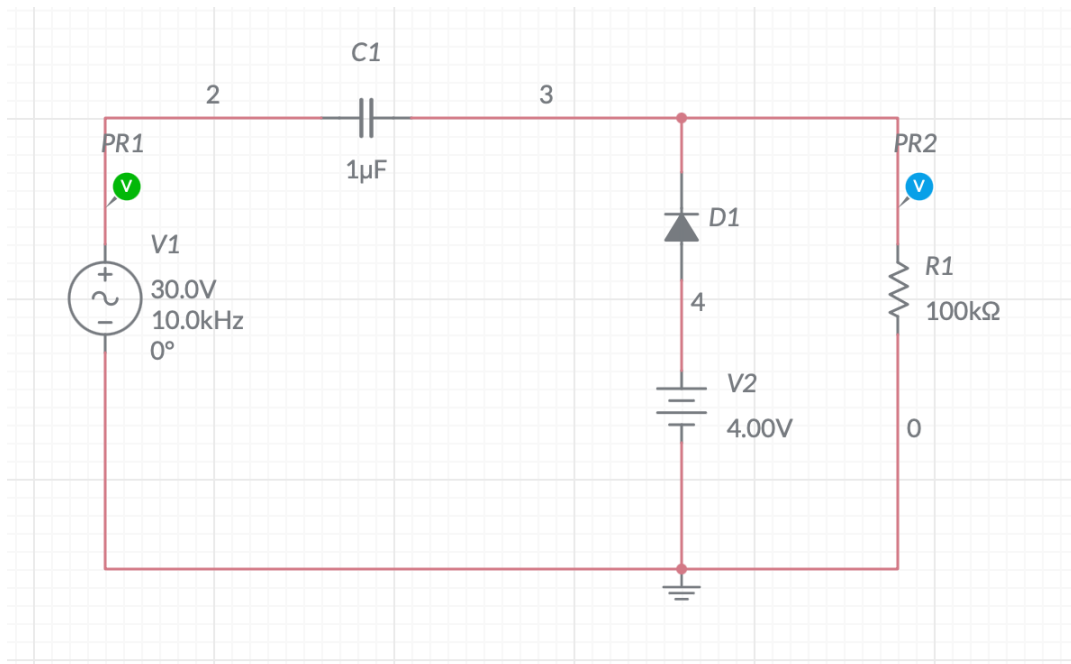 C1
2
3
PR1
PR2
1μF
V
V
V1
D1
30.0V
R1
10.0kHz
4
100kΩ
0°
V2
4.00V
0